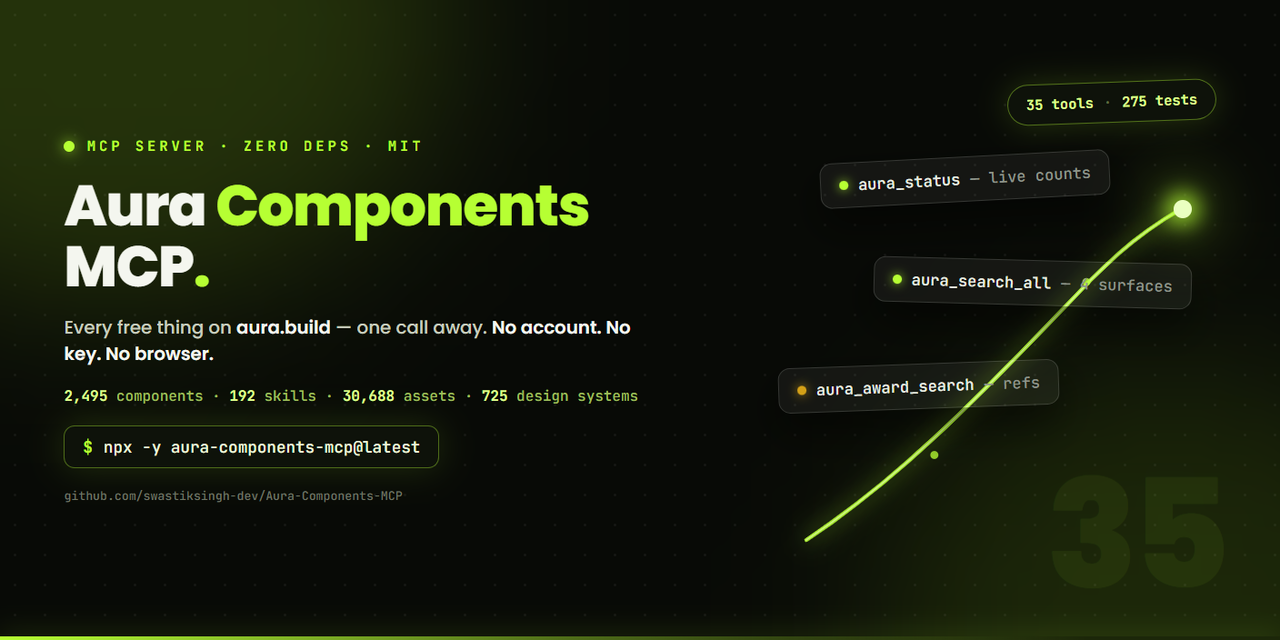 MCP SERVER · ZERO DEPS · MIT
Aura Components
MCP.
Every free thing on aura.build — one call away. No account. No
key. No browser.
2,495 components · 192 skills · 30,688 assets · 725 design systems
$ npx -y aura-components-mcp@latest
github.com/swastiksingh-dev/Aura-Components-MCP
35 tools · 275 tests
aura_status — live counts
aura_search_all — surfaces
aura_award_search — refs
35